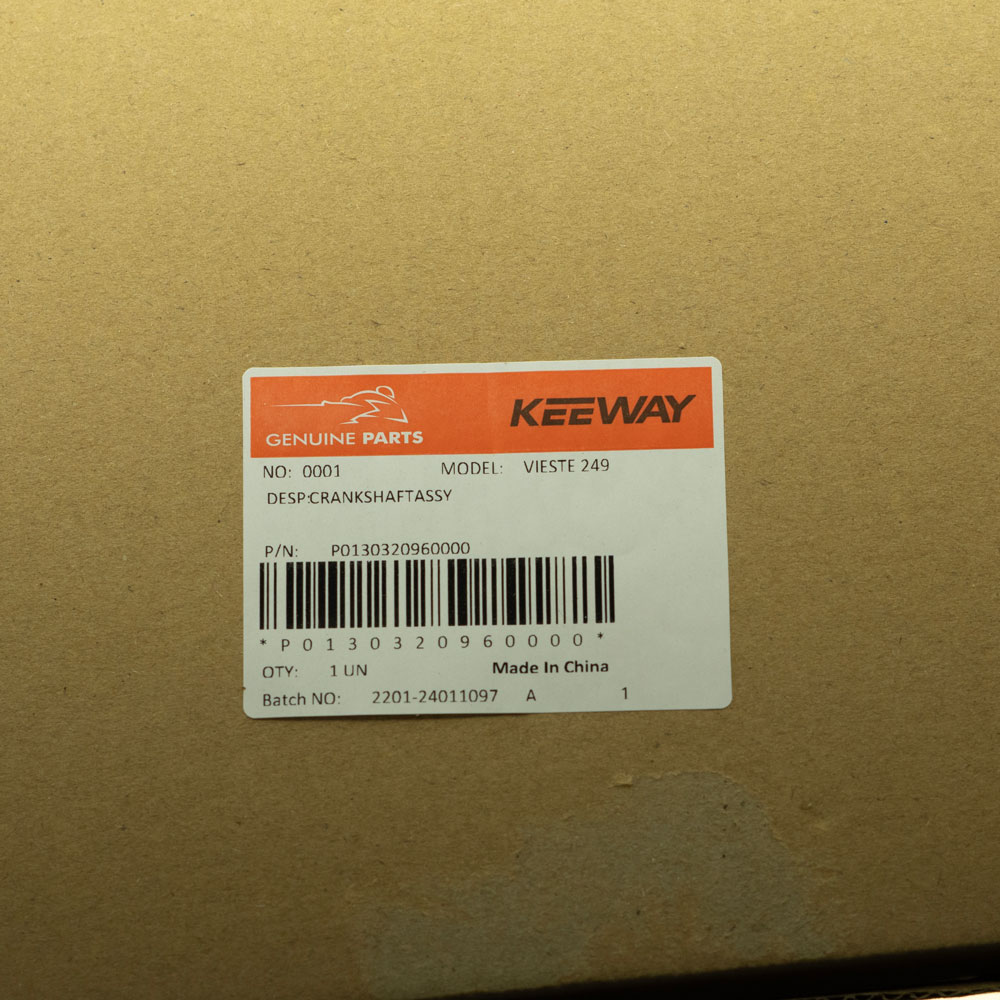 GENUINE PARTS KEEWAY
NO: 0001 MODEL: VIESTE 249
DESP:CRANKSHAFTASSY
P/N: P0130320960000
*P0130320960000*
QTY: 1 UN Made In China
Batch NO: 2201-24011097 A 1